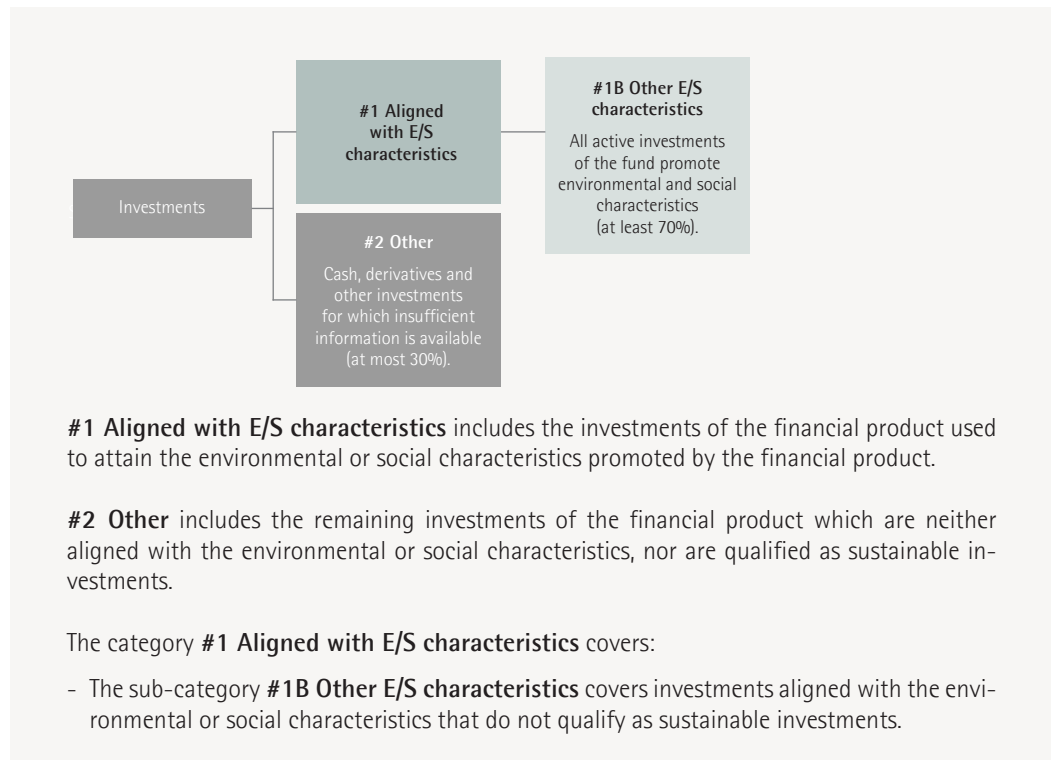 #1 Aligned
with E/S
characteristics
#1B Other E/S
characteristics
All active investments
of the fund promote
environmental and social
characteristics
(at least 70%).
Investments
#2 Other
Cash, derivatives and
other investments
for which insufficient
information is available
(at most 30%).
#1 Aligned with E/S characteristics includes the investments of the financial product used
to attain the environmental or social characteristics promoted by the financial product.
#2 Other includes the remaining investments of the financial product which are neither
aligned with the environmental or social characteristics, nor are qualified as sustainable in-
vestments.
The category #1 Aligned with E/S characteristics covers:
- The sub-category #1B Other E/S characteristics covers investments aligned with the envi-
ronmental or social characteristics that do not qualify as sustainable investments.